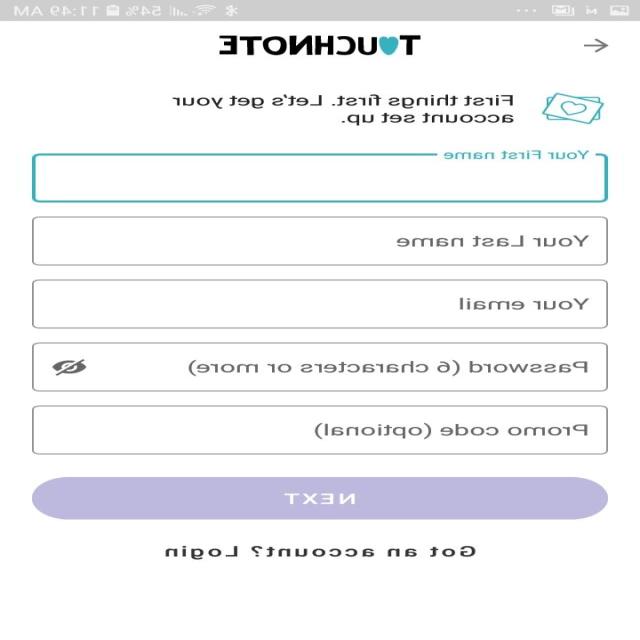 54% 11:49 AM
TOUCHNOTE
First things first. Let's get your
account set up.
Your First name
Your Last name
Your email
Password (6 characters or more)
Promo code (optional)
NEXT
Got an account? Login